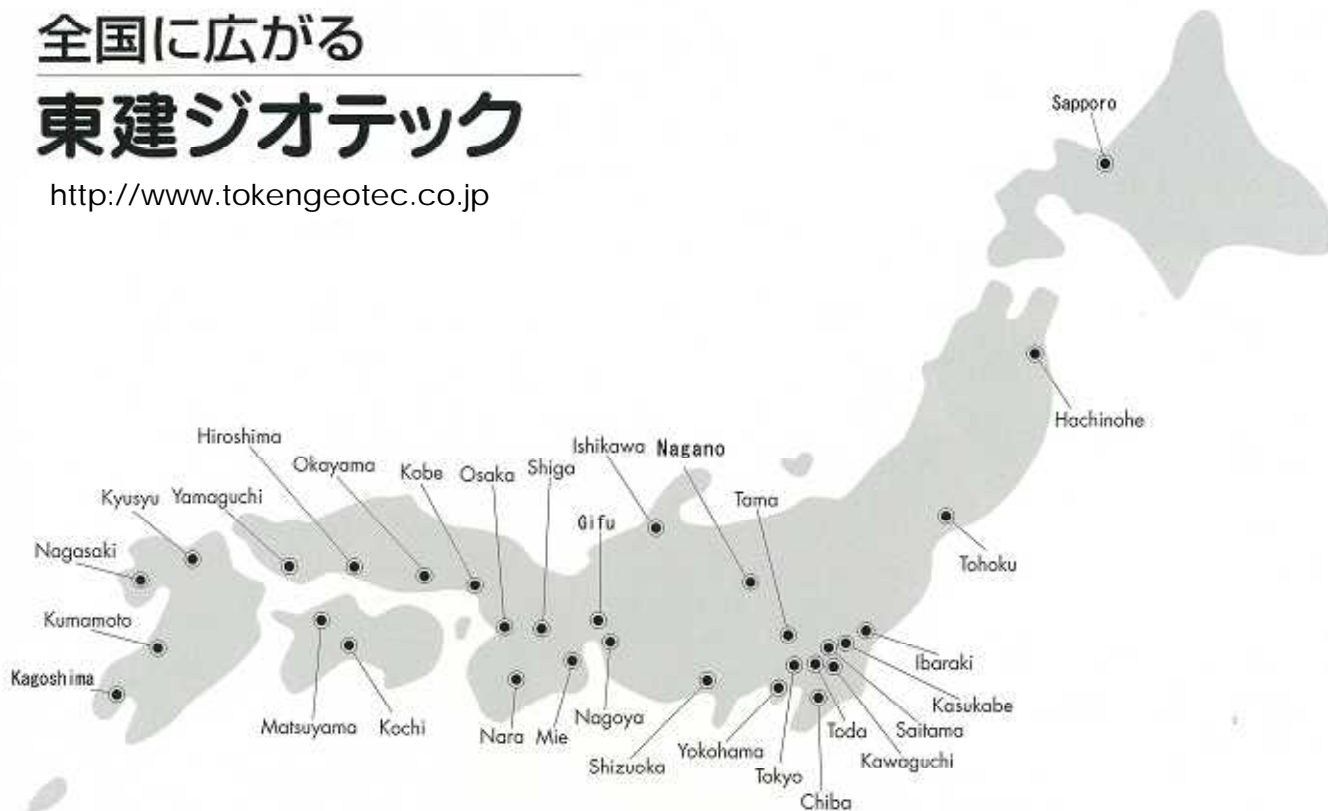 全国に広がる
東建ジオテック
http://www.tokengeotec.co.jp
Sapporo
Hachinohe
Hiroshima
Okayama
Kobe
Osaka
Shiga
Ishikawa
Nagano
Kyusyu
Yamaguchi
Gifu
Tama
Nagasaki
Tohoku
Kumamoto
Ibaraki
Kagoshima
Kasukabe
Matsuyama
Kochi
Nara
Mie
Nagoya
Shizuoka
Yokohama
Tokyo
Toda
Saitama
Kawaguchi
Chiba